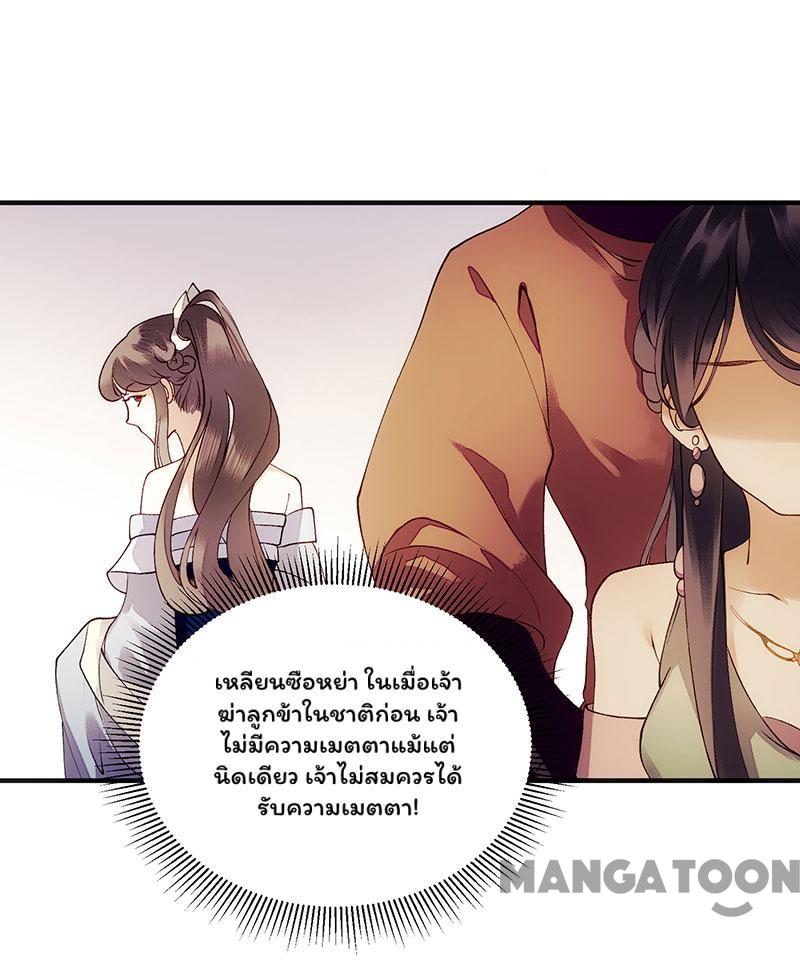 เหลียนซือหย่า ในเมื่อเจ้า
ฆ่าลูกข้าในชาติก่อน เจ้า
ไม่มีความเมตตาแม้แต่
นิดเดียว เจ้าไม่สมควรได้
รับความเมตตา!
MANGATOON